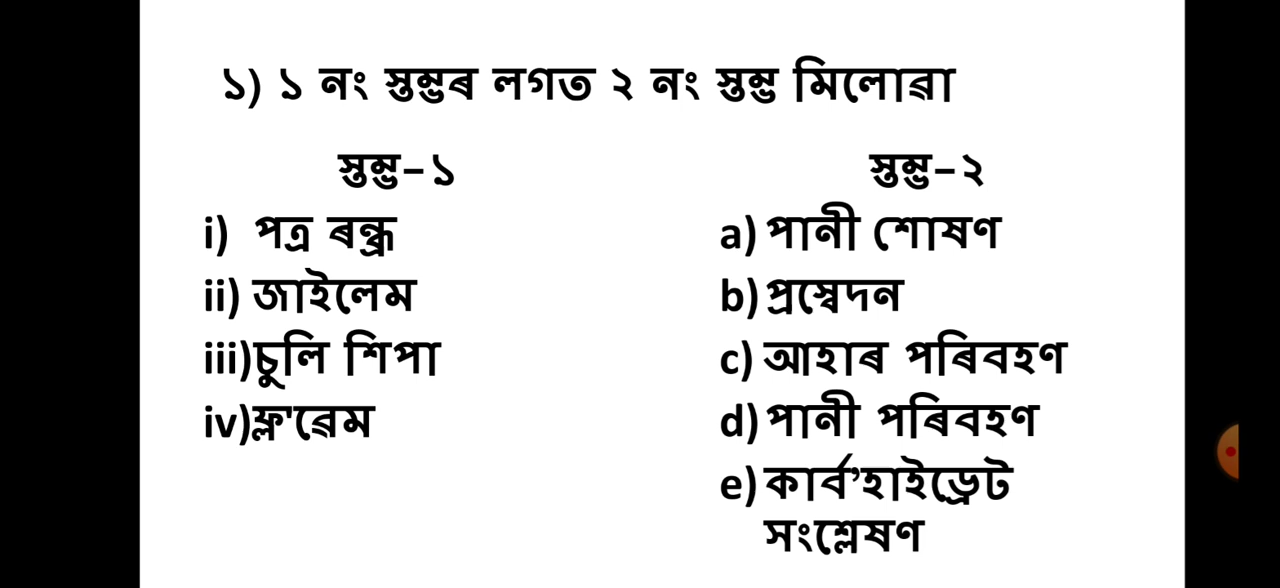 ১) ১ নং স্তম্ভৰ লগত ২ নং স্তম্ভ মিলোৱা
স্তম্ভ-১ স্তম্ভ-২
i) পত্ৰ ৰন্ধ্ৰ a) পানী শোষণ
ii) জাইলেম b) প্ৰস্বেদন
iii)চুলি শিপা c) আহাৰ পৰিবহণ
iv)ফ্ল'ৱেম d) পানী পৰিবহণ
e) কাৰ্ব’হাইড্ৰেট
সংশ্লেষণ